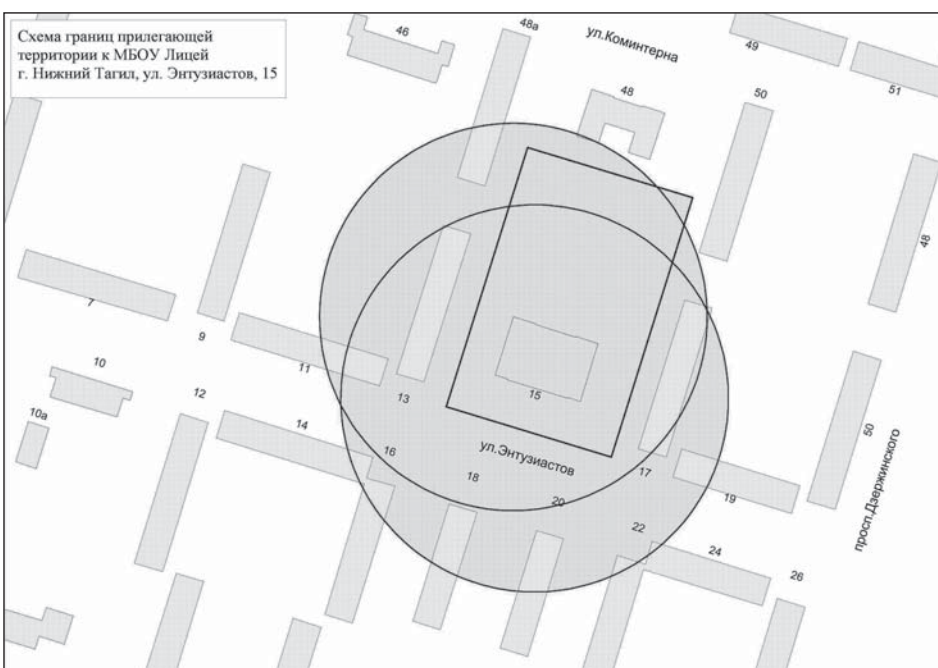 Схема границ прилегающей
территории к МБОУ Лицей
г. Нижний Тагил, ул. Энтузиастов, 15
46
48а
ул.Коминтерна
49
51
48
50
48
7
9
11
10
12
13
15
10а
14
16
ул.Энтузиастов
18
20
17
19
50
просп.Дзержинского
22
24
26